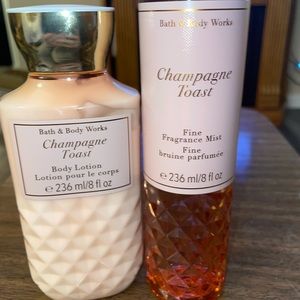 Bath & Body Works
Champagne
Toast
Body Lotion
Lotion pour le corps
e 236 ml/8 fl oz
Bath & Body Works
Champagne
Toast
Fine
Fragrance Mist
Fine
bruine parfumée
e 236 ml/8 fl oz